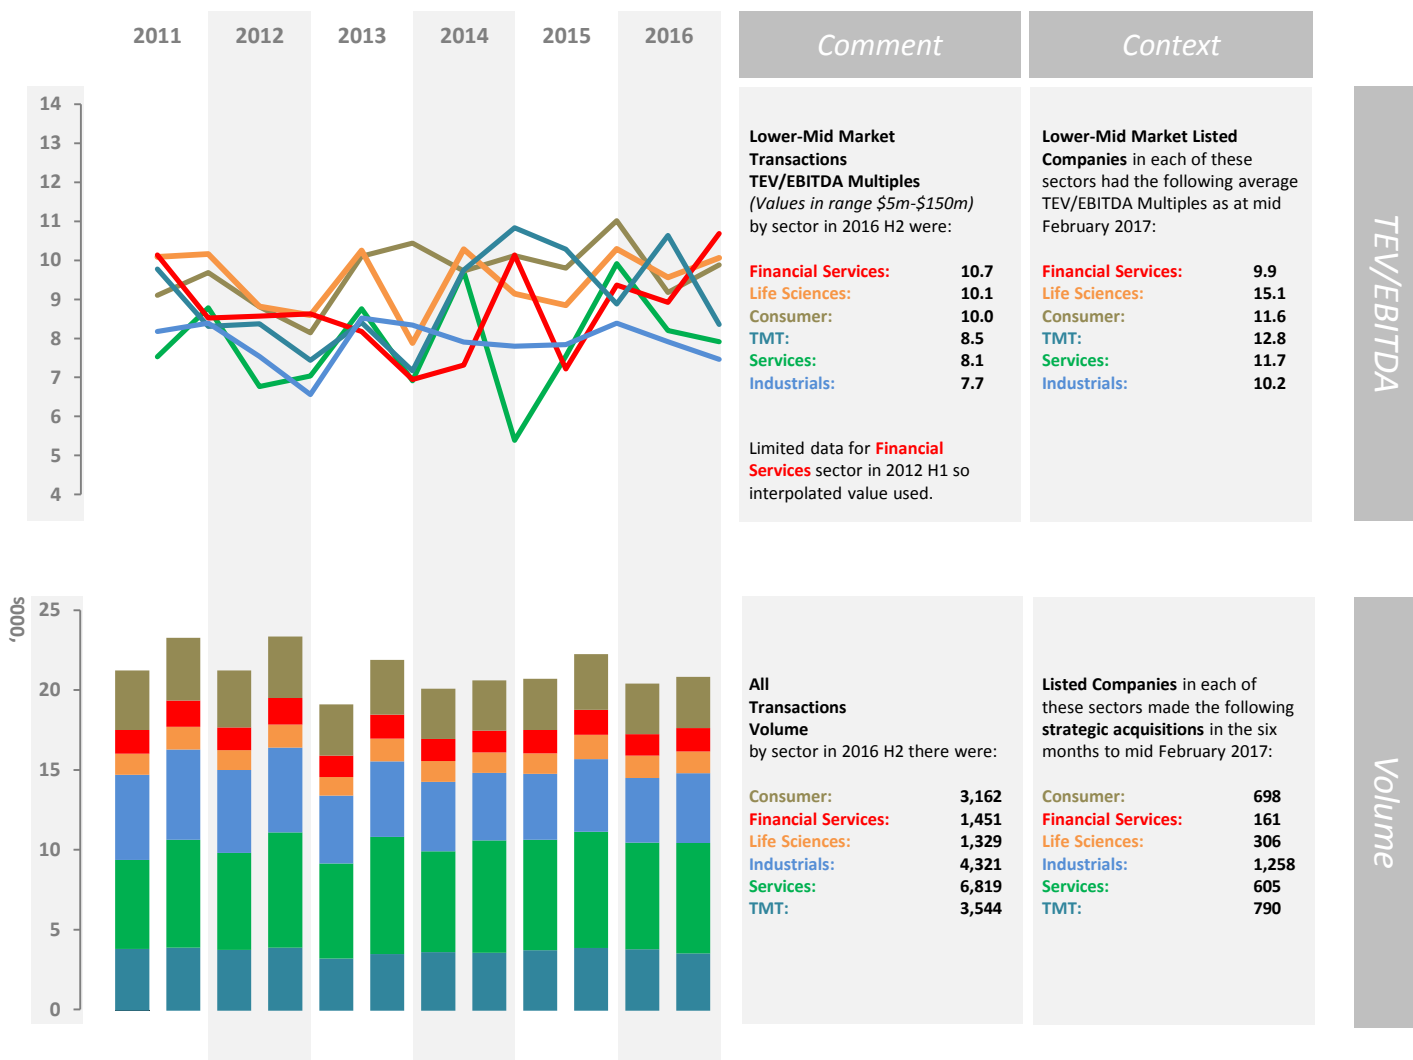 2011 2012 2013 2014 2015 2016
Comment
Context
14
13
12
11
10
9
8
7
6
5
4
Lower-Mid Market
Transactions
TEV/EBITDA Multiples
(Values in range $5m-$150m)
by sector in 2016 H2 were:
Financial Services: 10.7
Life Sciences: 10.1
Consumer: 10.0
TMT: 8.5
Services: 8.1
Industrials: 7.7
Limited data for Financial
Services sector in 2012 H1 so
interpolated value used.
Lower-Mid Market Listed
Companies in each of these
sectors had the following average
TEV/EBITDA Multiples as at mid
February 2017:
Financial Services: 9.9
Life Sciences: 15.1
Consumer: 11.6
TMT: 12.8
Services: 11.7
Industrials: 10.2
TEV/EBITDA
'000s
25
20
15
10
5
0
All
Transactions
Volume
by sector in 2016 H2 there were:
Consumer: 3,162
Financial Services: 1,451
Life Sciences: 1,329
Industrials: 4,321
Services: 6,819
TMT: 3,544
Listed Companies in each of
these sectors made the following
strategic acquisitions in the six
months to mid February 2017:
Consumer: 698
Financial Services: 161
Life Sciences: 306
Industrials: 1,258
Services: 605
TMT: 790
Volume